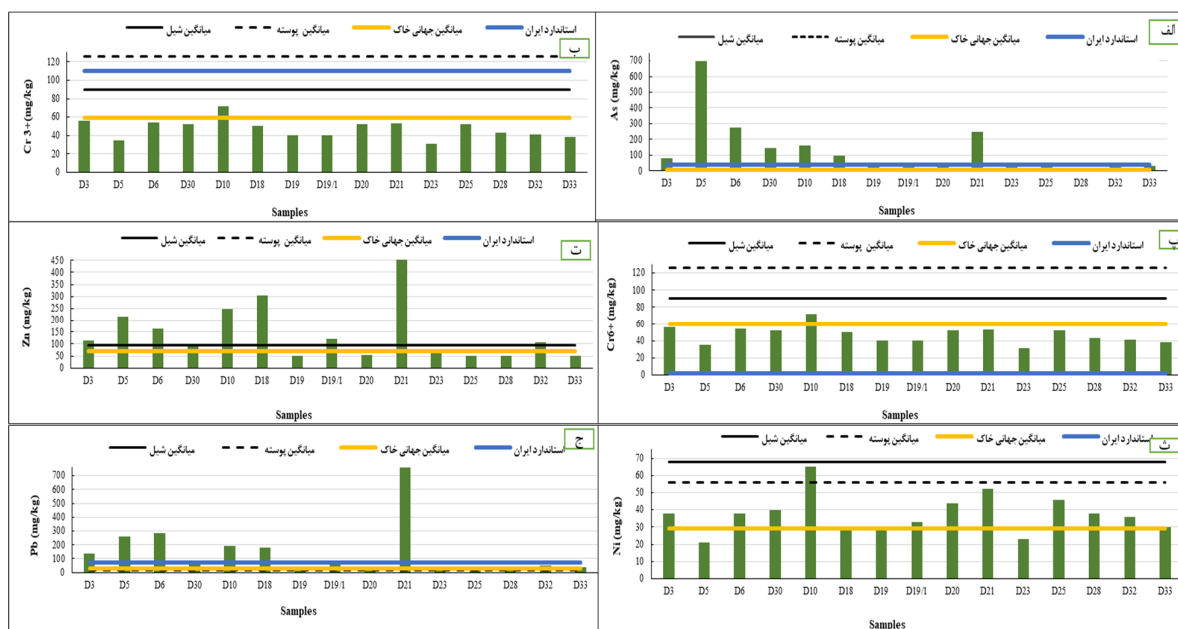 الف
میانگین شیل میانگین پوسته میانگین جهانی خاک استاندارد ایران
As (mg/kg)
700
600
500
400
300
200
100
0
D3 D5 D6 D30 D10 D18 D19 D19/1 D20 D21 D23 D25 D28 D32 D33
Samples
ب
میانگین شیل میانگین پوسته میانگین جهانی خاک استاندارد ایران
Cr 3+(mg/kg)
120
100
80
60
40
20
0
D3 D5 D6 D30 D10 D18 D19 D19/1 D20 D21 D23 D25 D28 D32 D33
Samples
پ
میانگین شیل میانگین پوسته میانگین جهانی خاک استاندارد ایران
Cr6+ (mg/kg)
120
100
80
60
40
20
0
D3 D5 D6 D30 D10 D18 D19 D19/1 D20 D21 D23 D25 D28 D32 D33
Samples
ت
میانگین شیل میانگین پوسته میانگین جهانی خاک استاندارد ایران
Zn (mg/kg)
450
400
350
300
250
200
150
100
50
0
D3 D5 D6 D30 D10 D18 D19 D19/1 D20 D21 D23 D25 D28 D32 D33
Samples
ث
میانگین شیل میانگین پوسته میانگین جهانی خاک استاندارد ایران
Ni (mg/kg)
70
60
50
40
30
20
10
0
D3 D5 D6 D30 D10 D18 D19 D19/1 D20 D21 D23 D25 D28 D32 D33
Samples
ج
میانگین شیل میانگین پوسته میانگین جهانی خاک استاندارد ایران
Pb (mg/kg)
700
600
500
400
300
200
100
0
D3 D5 D6 D30 D10 D18 D19 D19/1 D20 D21 D23 D25 D28 D32 D33
Samples